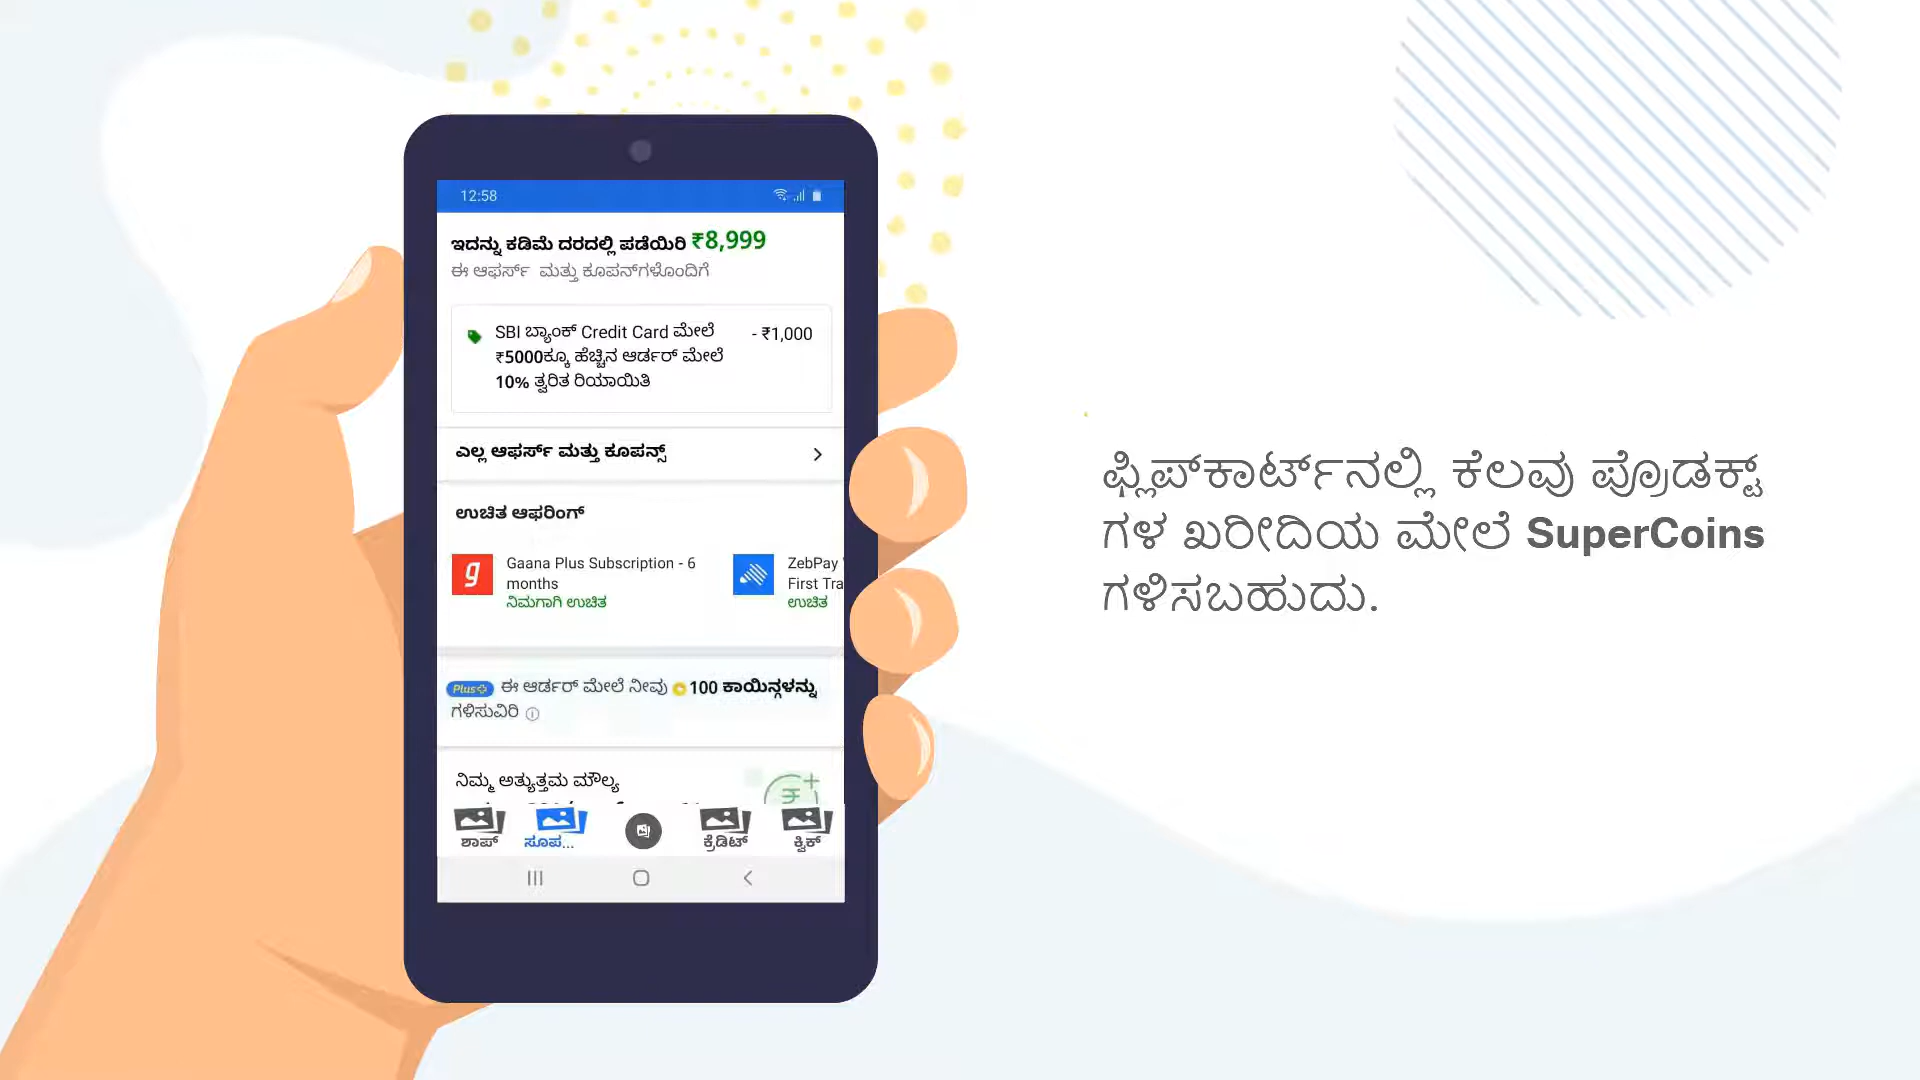 12:58
ಇದನ್ನು ಕಡಿಮೆ ದರದಲ್ಲಿ ಪಡೆಯಿರಿ ₹8,999
ಈ ಆಫರ್ಸ್ ಮತ್ತು ಕೂಪನ್‌ಗಳೊಂದಿಗೆ
SBI ಬ್ಯಾಂಕ್ Credit Card ಮೇಲೆ - ₹1,000
₹5000ಕ್ಕೂ ಹೆಚ್ಚಿನ ಆರ್ಡರ್ ಮೇಲೆ
10% ತ್ವರಿತ ರಿಯಾಯಿತಿ
ಎಲ್ಲ ಆಫರ್ಸ್ ಮತ್ತು ಕೂಪನ್ಸ್
ಉಚಿತ ಆಫರಿಂಗ್
g Gaana Plus Subscription - 6
months
ನಿಮಗಾಗಿ ಉಚಿತ
ZebPay
First Tra
ಉಚಿತ
Plus ಈ ಆರ್ಡರ್ ಮೇಲೆ ನೀವು 100 ಕಾಯಿನ್ಗಳನ್ನು
ಗಳಿಸುವಿರಿ
ನಿಮ್ಮ ಅತ್ಯುತ್ತಮ ಮೌಲ್ಯ
ಶಾಪ್ ಸೂಪ... ಕ್ರೆಡಿಟ್ ಕ್ವಿಕ್
ಫ್ಲಿಪ್‌ಕಾರ್ಟ್‌ನಲ್ಲಿ ಕೆಲವು ಪ್ರೊಡಕ್ಟ್
ಗಳ ಖರೀದಿಯ ಮೇಲೆ SuperCoins
ಗಳಿಸಬಹುದು.